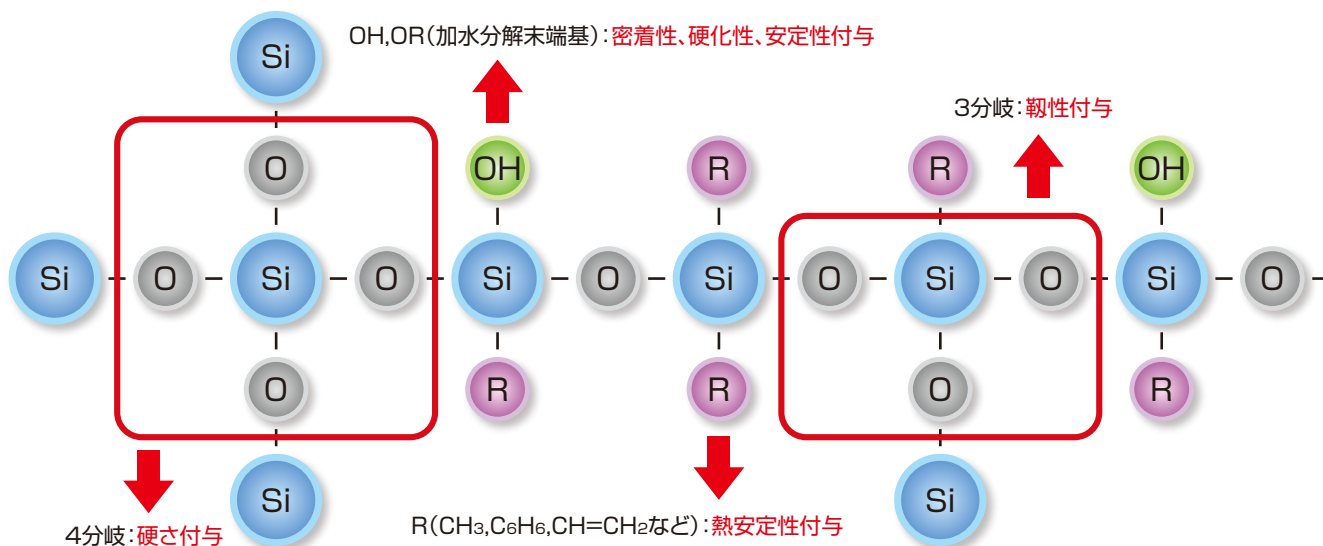 Si
OH,OR(加水分解末端基):密着性、硬化性、安定性付与
3分岐:靱性付与
O OH R R OH
Si O Si O Si O Si O Si O Si O
O R R O R
Si Si
4分岐:硬さ付与
R(CH₃,C₆H₆,CH=CH₂など):熱安定性付与